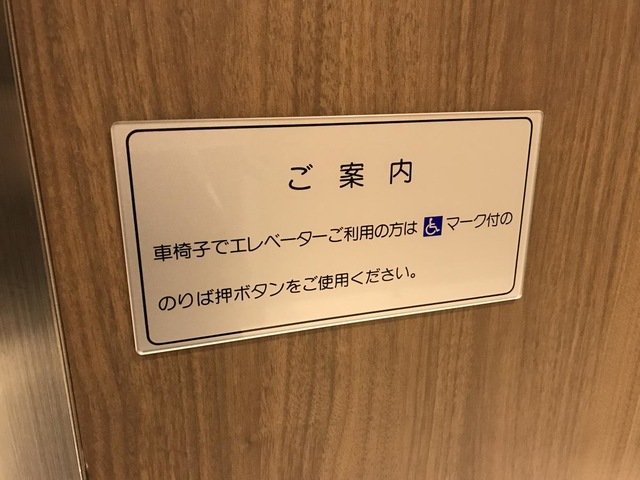 ご案内
車椅子でエレベーターご利用の方は♿マーク付の
のりば押ボタンをご使用ください。